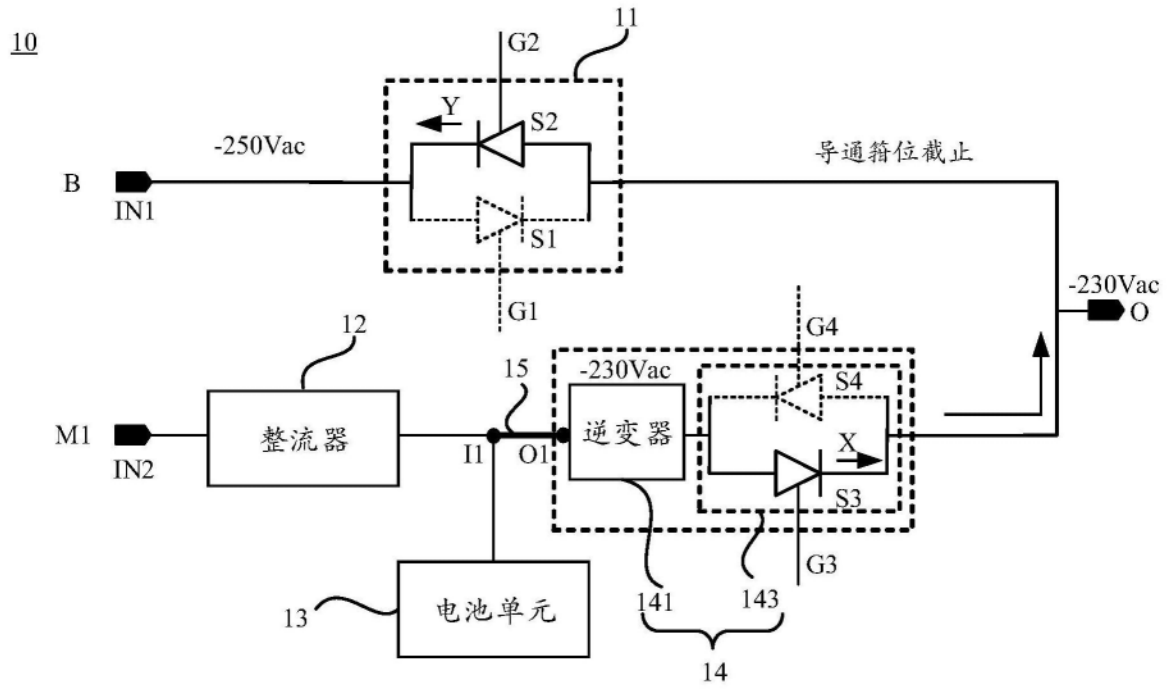 10
G2
11
Y
S2
-250Vac
导通箝位截止
B
IN1
S1
G1
-230Vac
O
G4
12
15
-230Vac
S4
M1
IN2
整流器
I1
O1
逆变器
X
S3
G3
13
电池单元
141
143
14